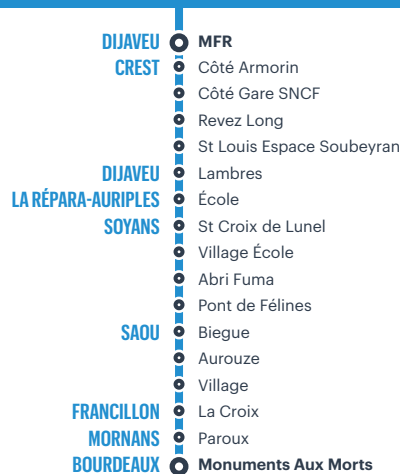 DIJAVEU MFR
CREST Côté Armorin
Côté Gare SNCF
Revez Long
St Louis Espace Soubeyran
DIJAVEU Lambres
LA RÉPARA-AURIPLES École
SOYANS St Croix de Lunel
Village École
Abri Fuma
Pont de Félines
SAOU Biegue
Aurouze
Village
FRANCILLON La Croix
MORNANS Paroux
BOURDEAUX Monuments Aux Morts